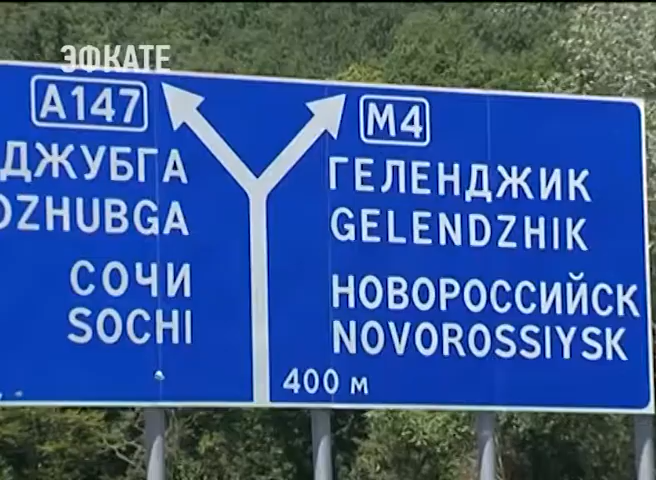 ЭФКАТЕ
А147
ДЖУБГА
DZHUBGA
СОЧИ
SOCHI
М4
ГЕЛЕНДЖИК
GELENDZHIK
НОВОРОССИЙСК
NOVOROSSIYSK
400 м